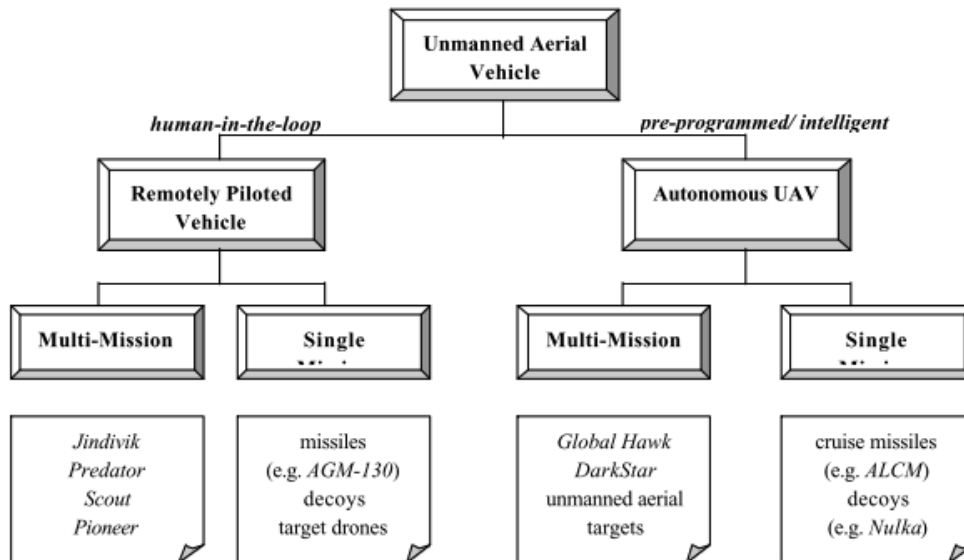 Unmanned Aerial
Vehicle
human-in-the-loop
pre-programmed/ intelligent
Remotely Piloted
Vehicle
Autonomous UAV
Multi-Mission
Single
Multi-Mission
Single
Jindivik
Predator
Scout
Pioneer
missiles
(e.g. AGM-130)
decoys
target drones
Global Hawk
DarkStar
unmanned aerial
targets
cruise missiles
(e.g. ALCM)
decoys
(e.g. Nulka)